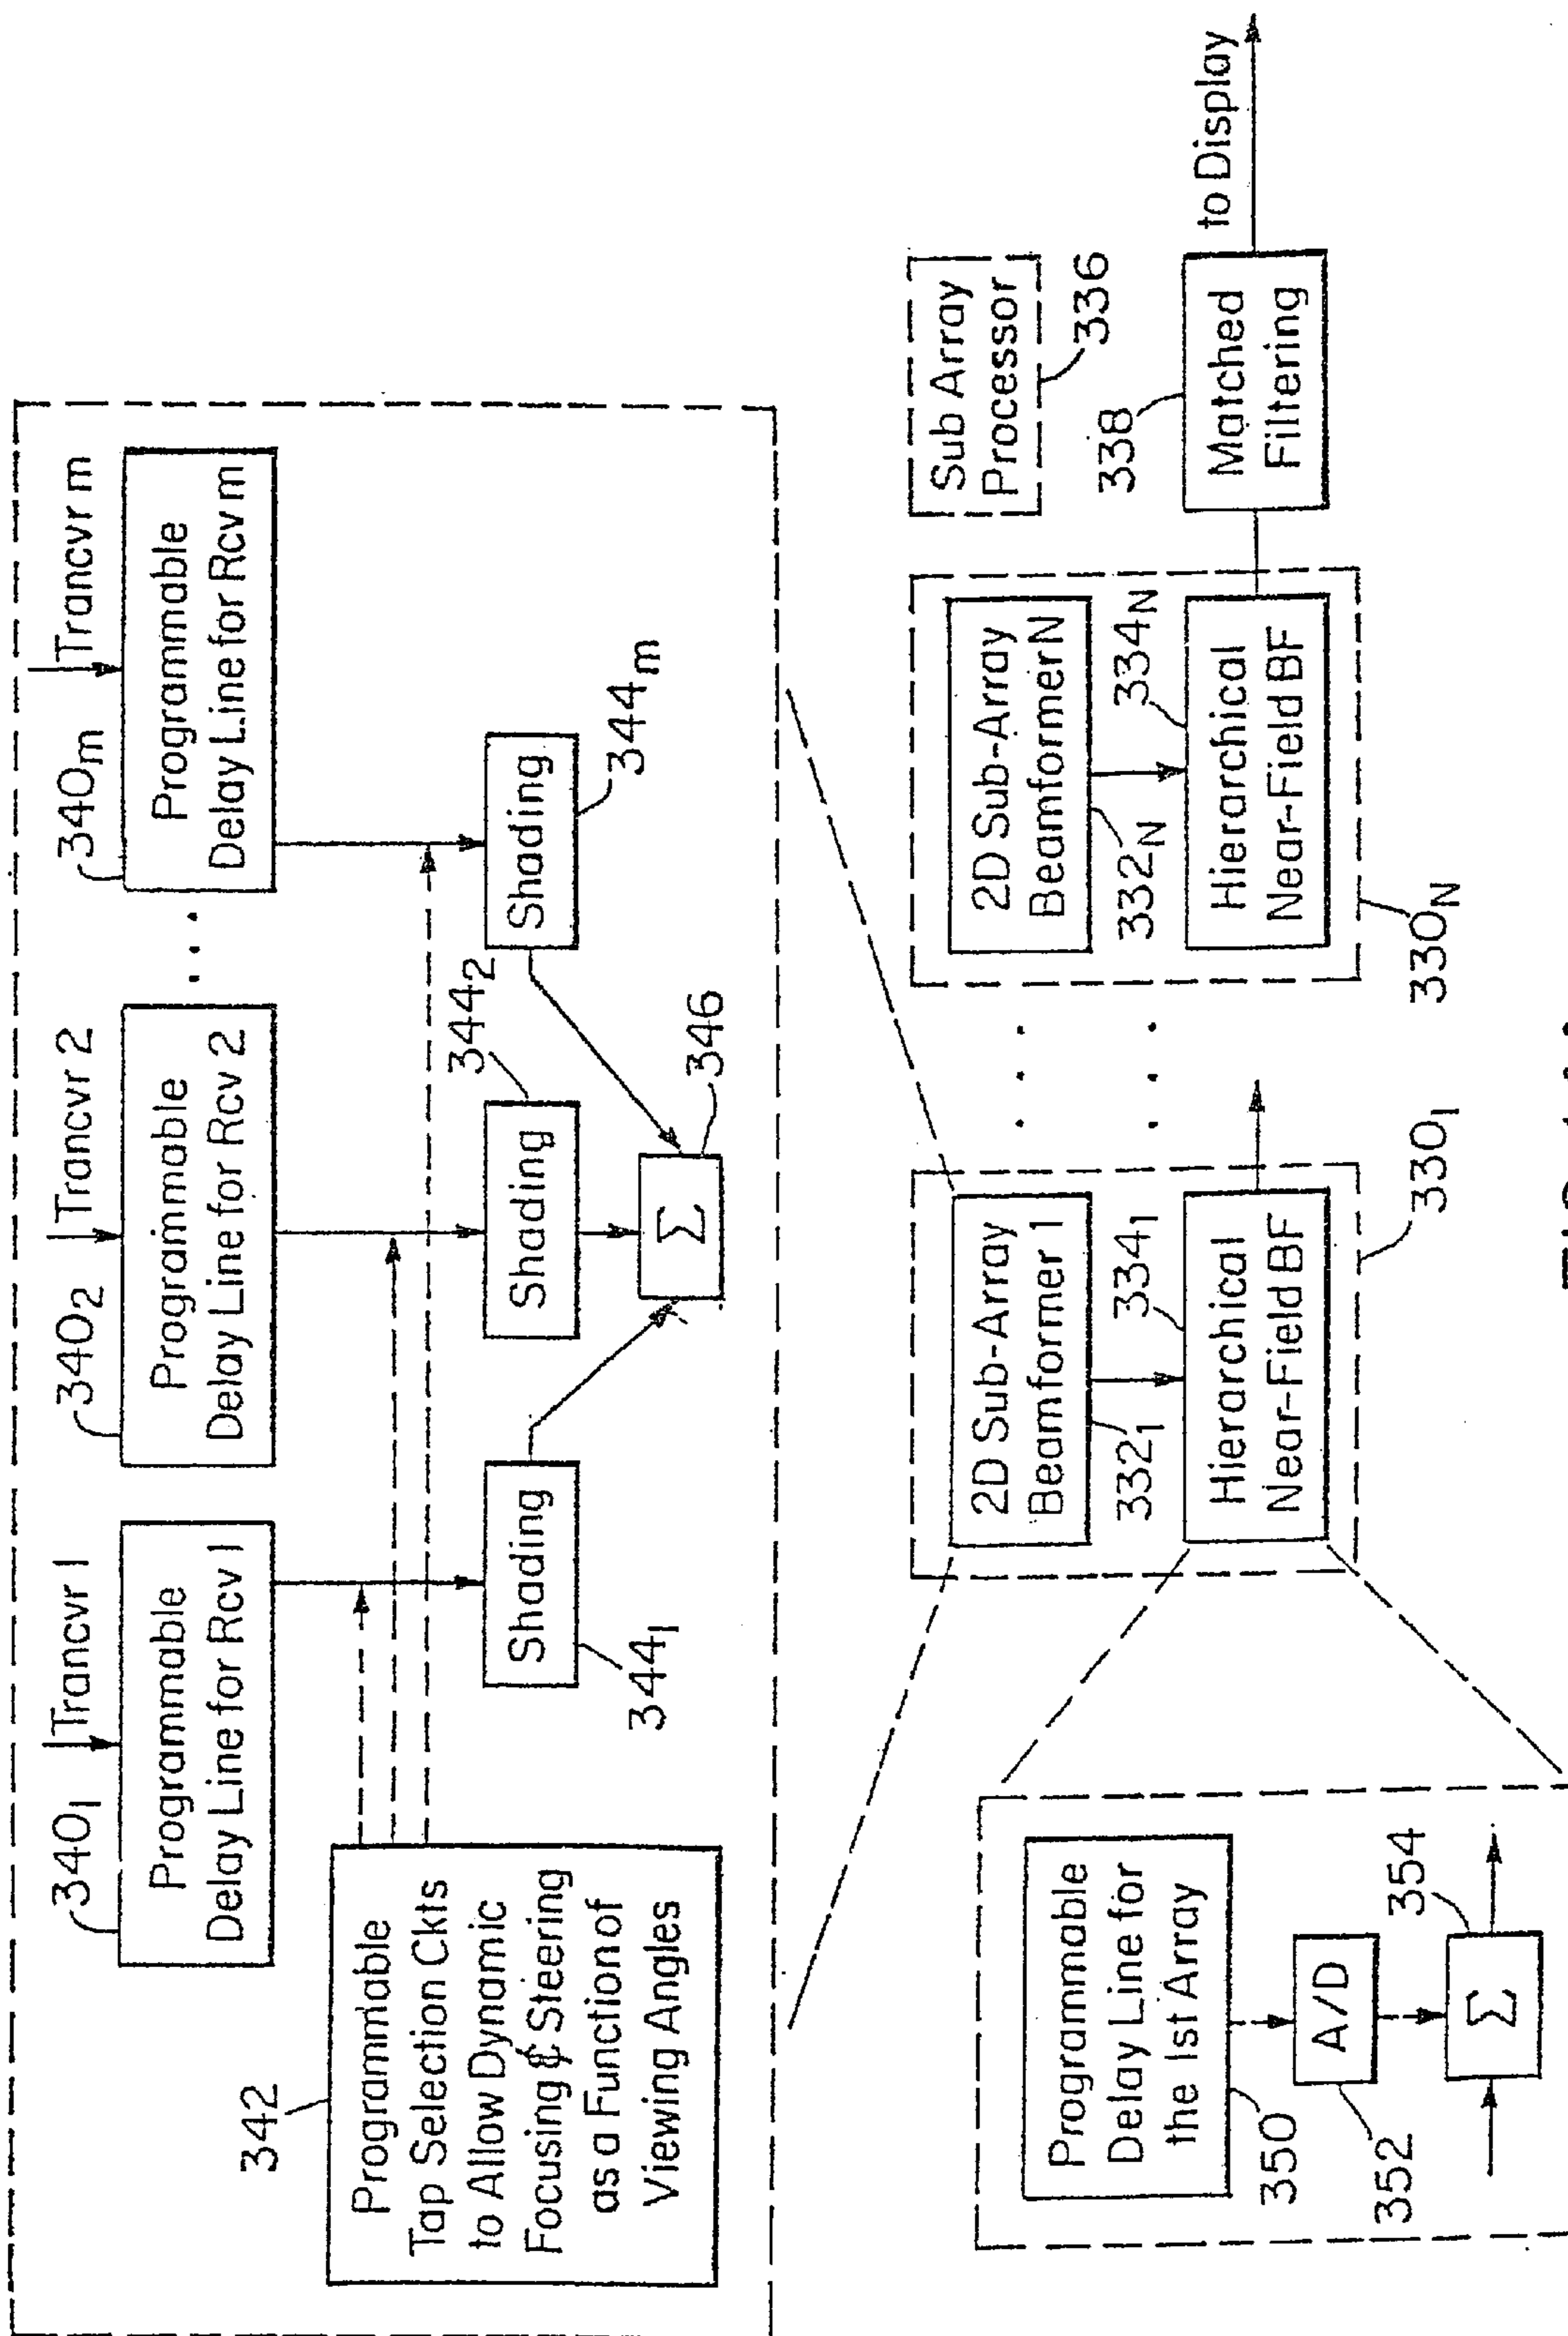 340₁
Trancvr 1
Programmable
Delay Line for Rcv 1
340₂
Trancvr 2
Programmable
Delay Line for Rcv 2
. . .
340m
Trancvr m
Programmable
Delay Line for Rcv m
342
Programmable
Tap Selection Ckts
to Allow Dynamic
Focusing & Steering
as a Function of
Viewing Angles
Shading
344₁
Shading
344₂
Shading
344m
Σ
346
2D Sub-Array
Beamformer 1
332₁
334₁
Hierarchical
Near-Field BF
330₁
. . .
. . .
2D Sub-Array
Beamformer N
332N
334N
Hierarchical
Near-Field BF
330N
Sub Array
Processor
336
338
Matched
Filtering
to Display
Programmable
Delay Line for
the 1st Array
350
A/D
352
354
Σ